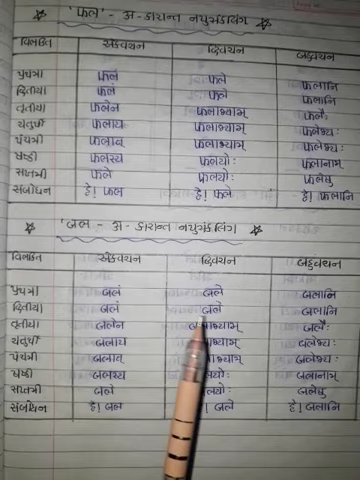 ☆ 'फल' - अ - कारान्त नपुंसकलिंग ☆
विभक्ति एकवचन द्विवचन बहुवचन
प्रथमा फलं फले फलानि
द्वितीया फलं फले फलानि
तृतीया फलेन फलाभ्याम् फलैः
चतुर्थी फलाय फलाभ्याम् फलेभ्यः
पंचमी फलात् फलाभ्याम् फलेभ्यः
षष्ठी फलस्य फलयोः फलानाम्
सप्तमी फले फलयोः फलेषु
संबोधन हे! फल हे! फले हे! फलानि
☆ 'जल - अ - कारान्त नपुंसकलिंग ☆
विभक्ति एकवचन द्विवचन बहुवचन
प्रथमा जलं जले जलानि
द्वितीया जलं जले जलानि
तृतीया जलेन जलैः
चतुर्थी जलाय जलेभ्यः
पंचमी जलात् जलेभ्यः
षष्ठी जलस्य जलानाम्
सप्तमी जले जलेषु
संबोधन हे! जल ! जले हे! जलानि